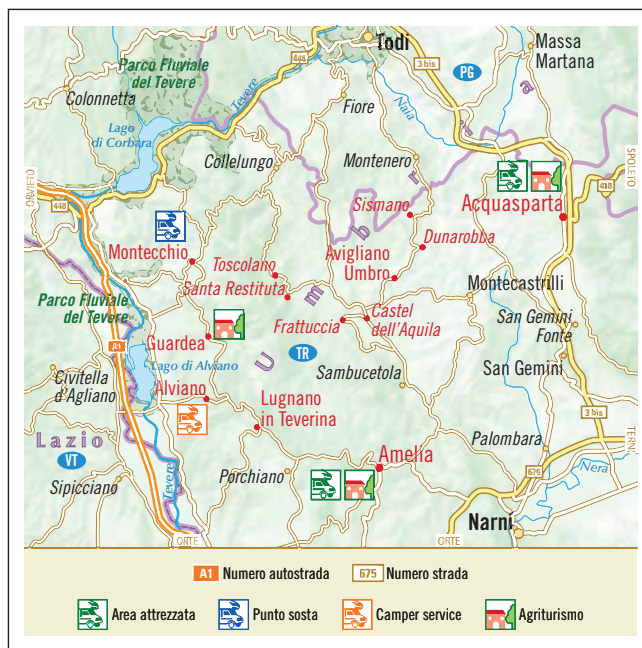 Todi
Massa
Martana
Parco Fluviale
del Tevere
448
3 bis
PG
Colonnetta
Tevere
Naia
Fiore
Lago
di Corbara
Collelungo
Montenero
ORVIETO
SPOLETO
448
418
Sismano
Acquasparta
Montecchio
Dunarobba
Toscolano
Avigliano
Umbro
Santa Restituta
Montecastrilli
Parco Fluviale
del Tevere
Umbria
Frattuccia
Castel
dell'Aquila
San Gemini
Fonte
A1
Guardea
TR
Lago di Alviano
San Gemini
Civitella
d'Agliano
Sambucetola
Alviano
Lugnano
in Teverina
3 bis
Lazio
TERNI
VT
Palombara
Amelia
675
Nera
Sipicciano
Porchiano
Tevere
Narni
ORTE
ORTE
A1 Numero autostrada
675 Numero strada
Area attrezzata
Punto sosta
Camper service
Agriturismo